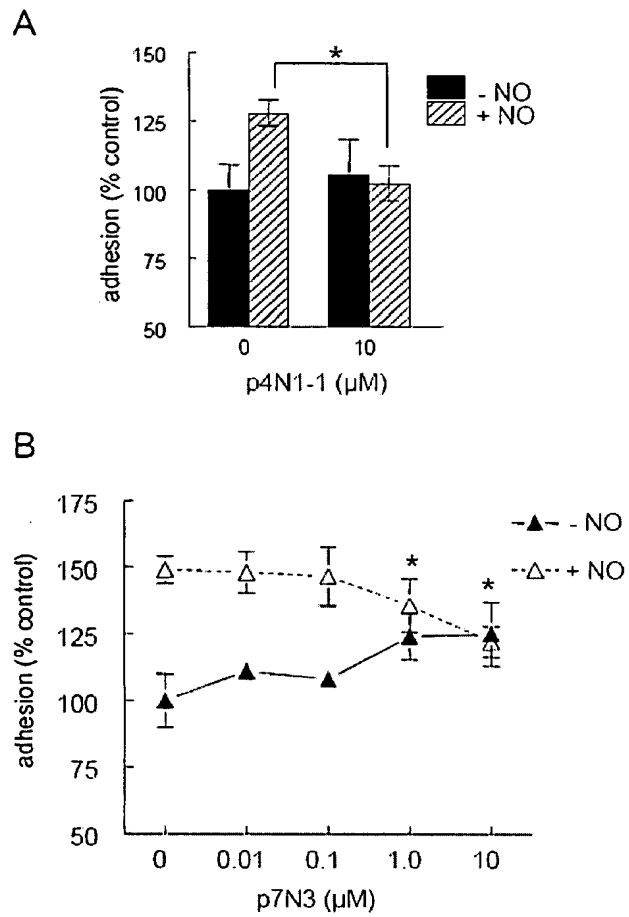 A
*
150
125
100
75
50
adhesion (% control)
- NO
+ NO
0 10
p4N1-1 (µM)
B
175
150
125
100
75
50
adhesion (% control)
* *
- NO
+ NO
0 0.01 0.1 1.0 10
p7N3 (µM)